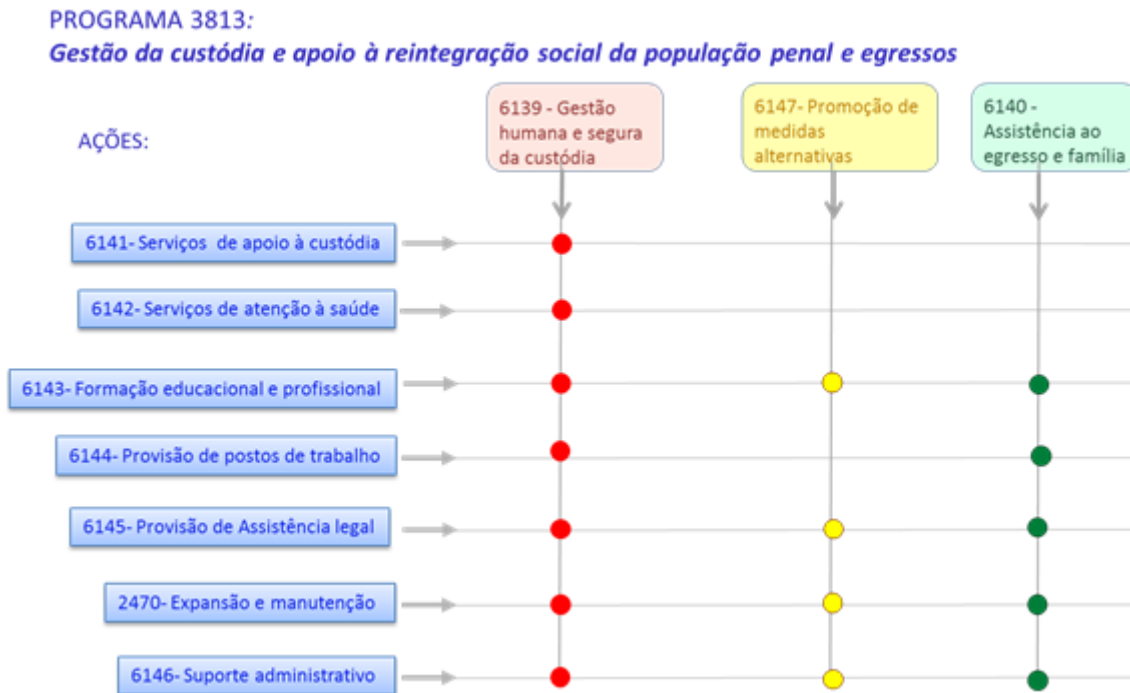 PROGRAMA 3813:
Gestão da custódia e apoio à reintegração social da população penal e egressos
AÇÕES:
6139 - Gestão
humana e segura
da custódia
6147- Promoção de
medidas
alternativas
6140 -
Assistência ao
egresso e família
6141- Serviços de apoio à custódia
6142- Serviços de atenção à saúde
6143- Formação educacional e profissional
6144- Provisão de postos de trabalho
6145- Provisão de Assistência legal
2470- Expansão e manutenção
6146- Suporte administrativo